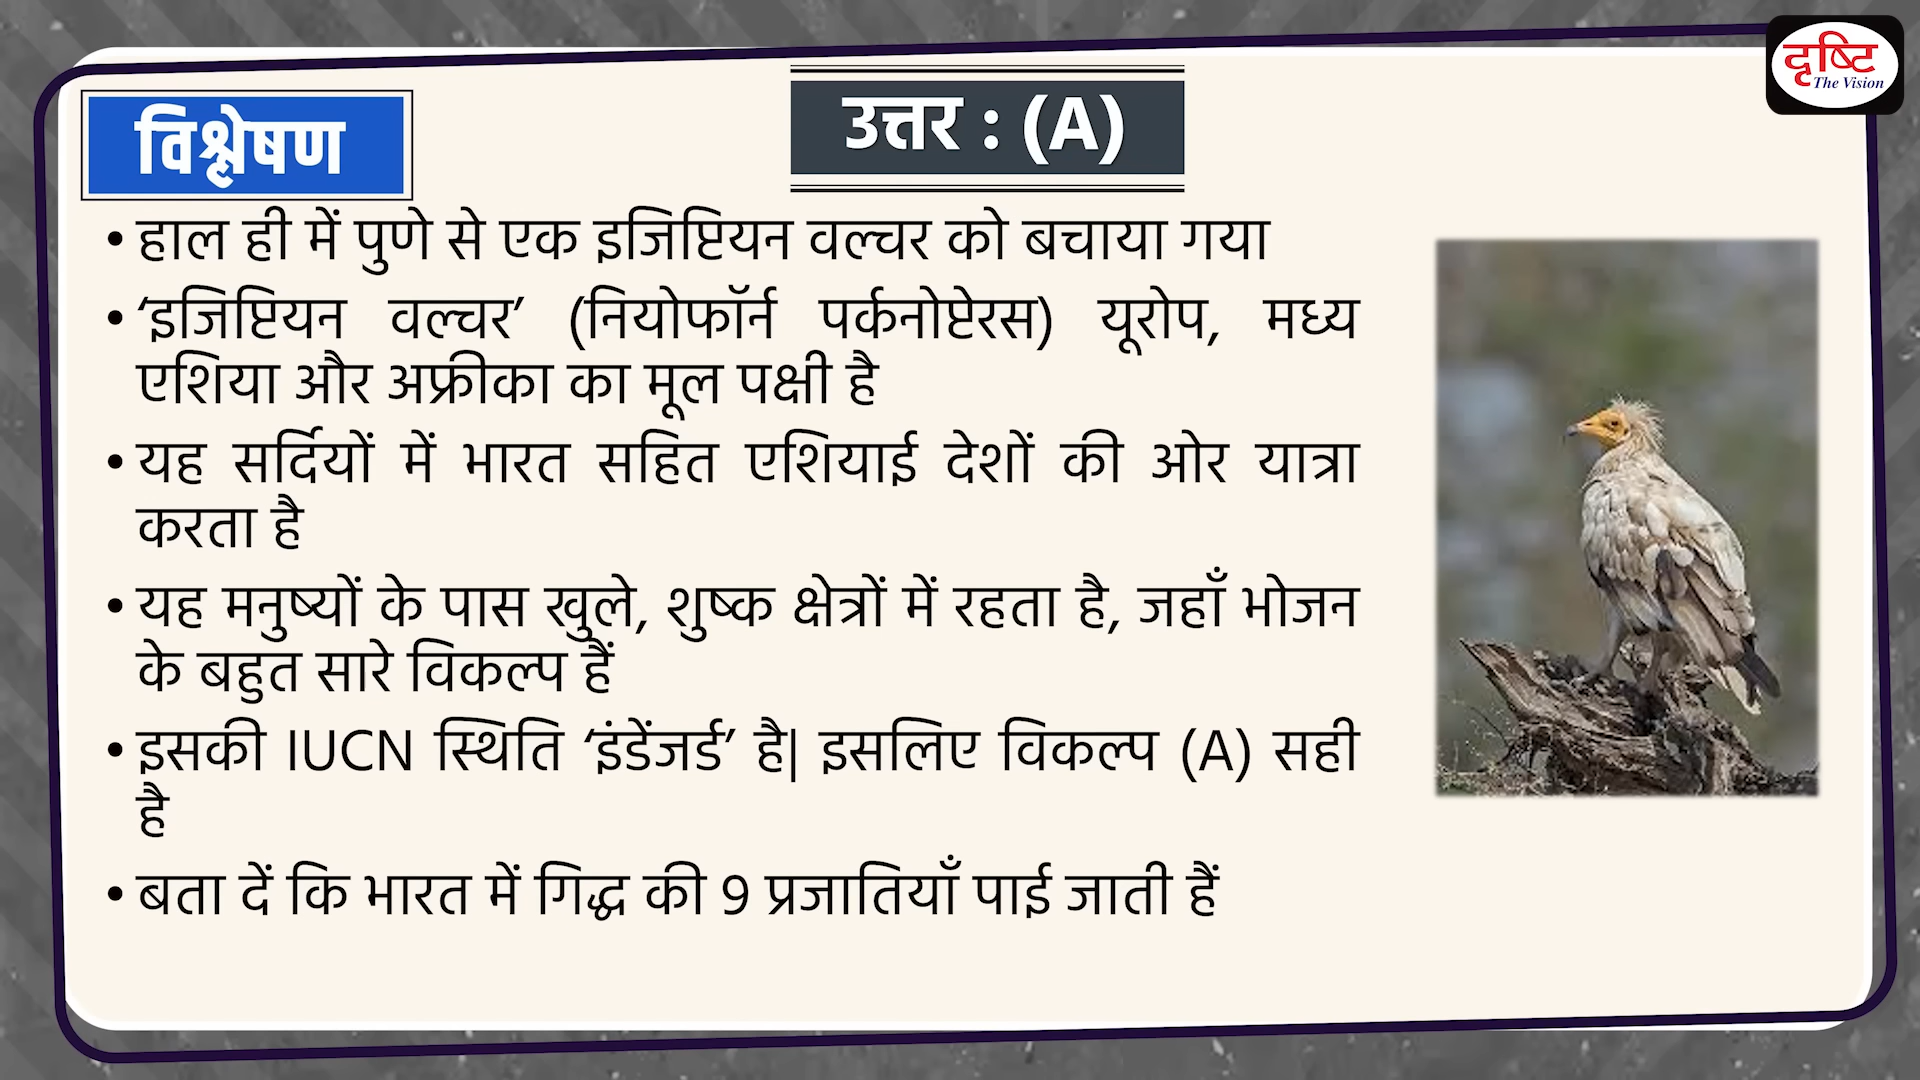 दृष्टि
The Vision
विश्लेषण
उत्तर : (A)
• हाल ही में पुणे से एक इजिप्टियन वल्चर को बचाया गया
• ‘इजिप्टियन वल्चर’ (नियोफॉर्न पर्कनोप्टेरस) यूरोप, मध्य
एशिया और अफ्रीका का मूल पक्षी है
• यह सर्दियों में भारत सहित एशियाई देशों की ओर यात्रा
करता है
• यह मनुष्यों के पास खुले, शुष्क क्षेत्रों में रहता है, जहाँ भोजन
के बहुत सारे विकल्प हैं
• इसकी IUCN स्थिति ‘इंडेंजर्ड’ है| इसलिए विकल्प (A) सही
है
• बता दें कि भारत में गिद्ध की 9 प्रजातियाँ पाई जाती हैं